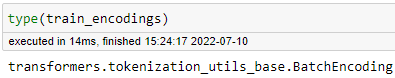 type(train_encodings)
executed in 14ms, finished 15:24:17 2022-07-10
transformers.tokenization_utils_base.BatchEncoding